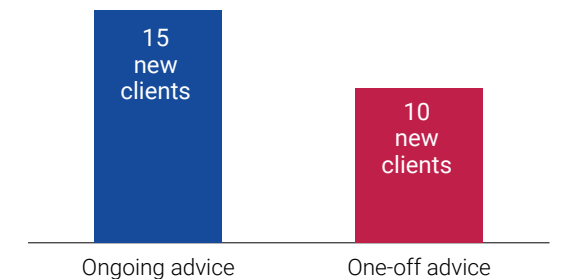 15
new
clients
10
new
clients
Ongoing advice
One-off advice